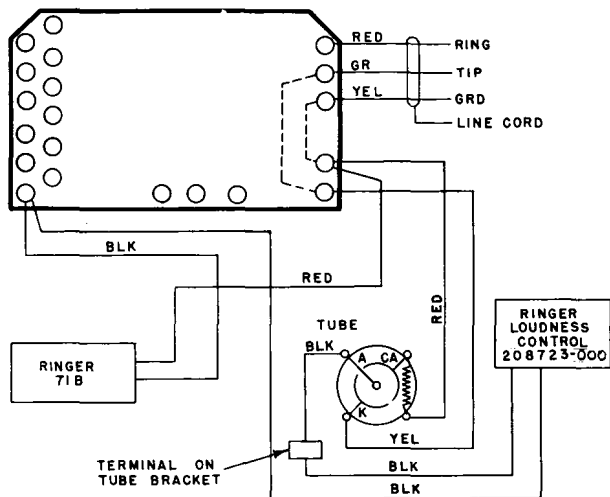 RED
RING
GR
TIP
YEL
GRD
LINE CORD
BLK
RED
RED
RINGER
71B
TUBE
BLK
A
CA
K
YEL
RINGER
LOUDNESS
CONTROL
208723-000
TERMINAL ON
TUBE BRACKET
BLK
BLK